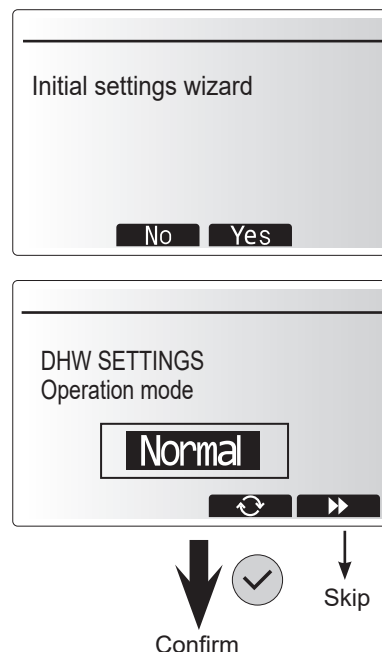 Initial settings wizard
No Yes
DHW SETTINGS
Operation mode
Normal
Skip
Confirm